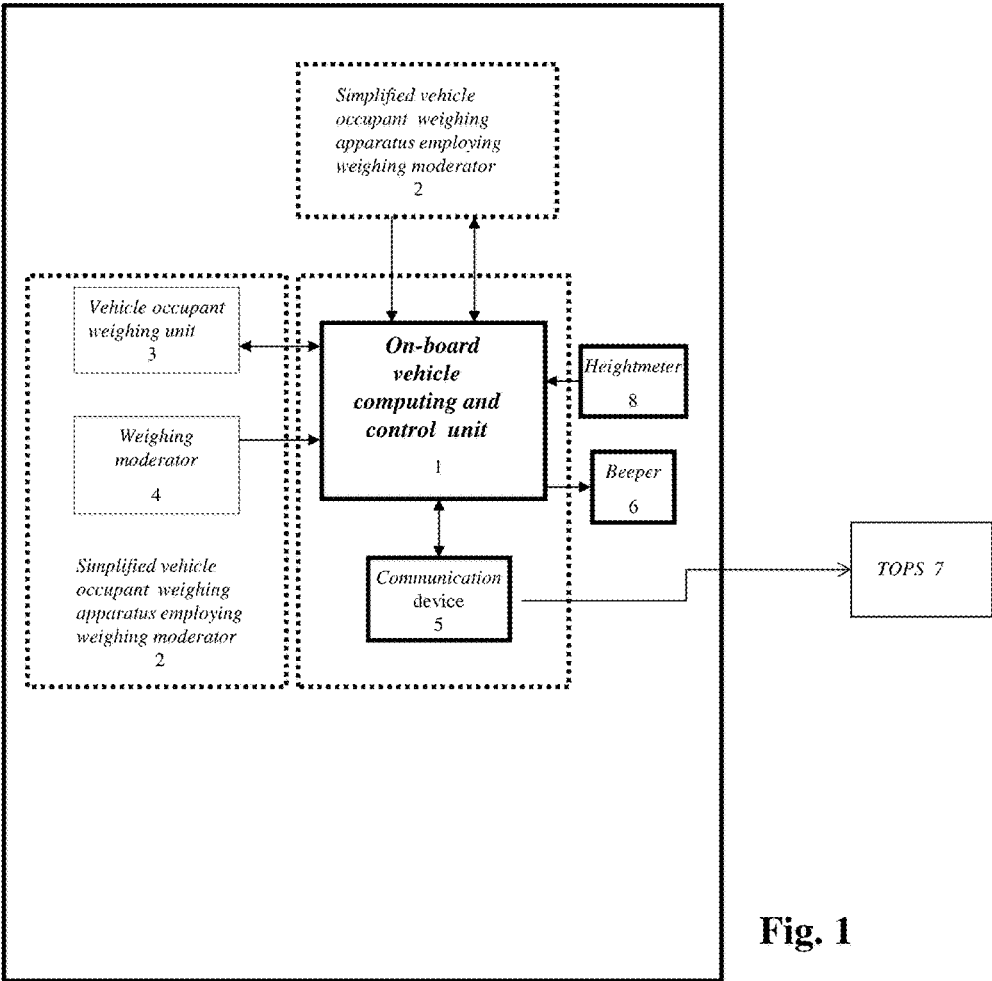 Simplified vehicle
occupant weighing
apparatus employing
weighing moderator
2
Vehicle occupant
weighing unit
3
Weighing
moderator
4
Simplified vehicle
occupant weighing
apparatus employing
weighing moderator
2
On-board
vehicle
computing and
control unit
1
Communication
device
5
Heightmeter
8
Beeper
6
TOPS 7
Fig. 1